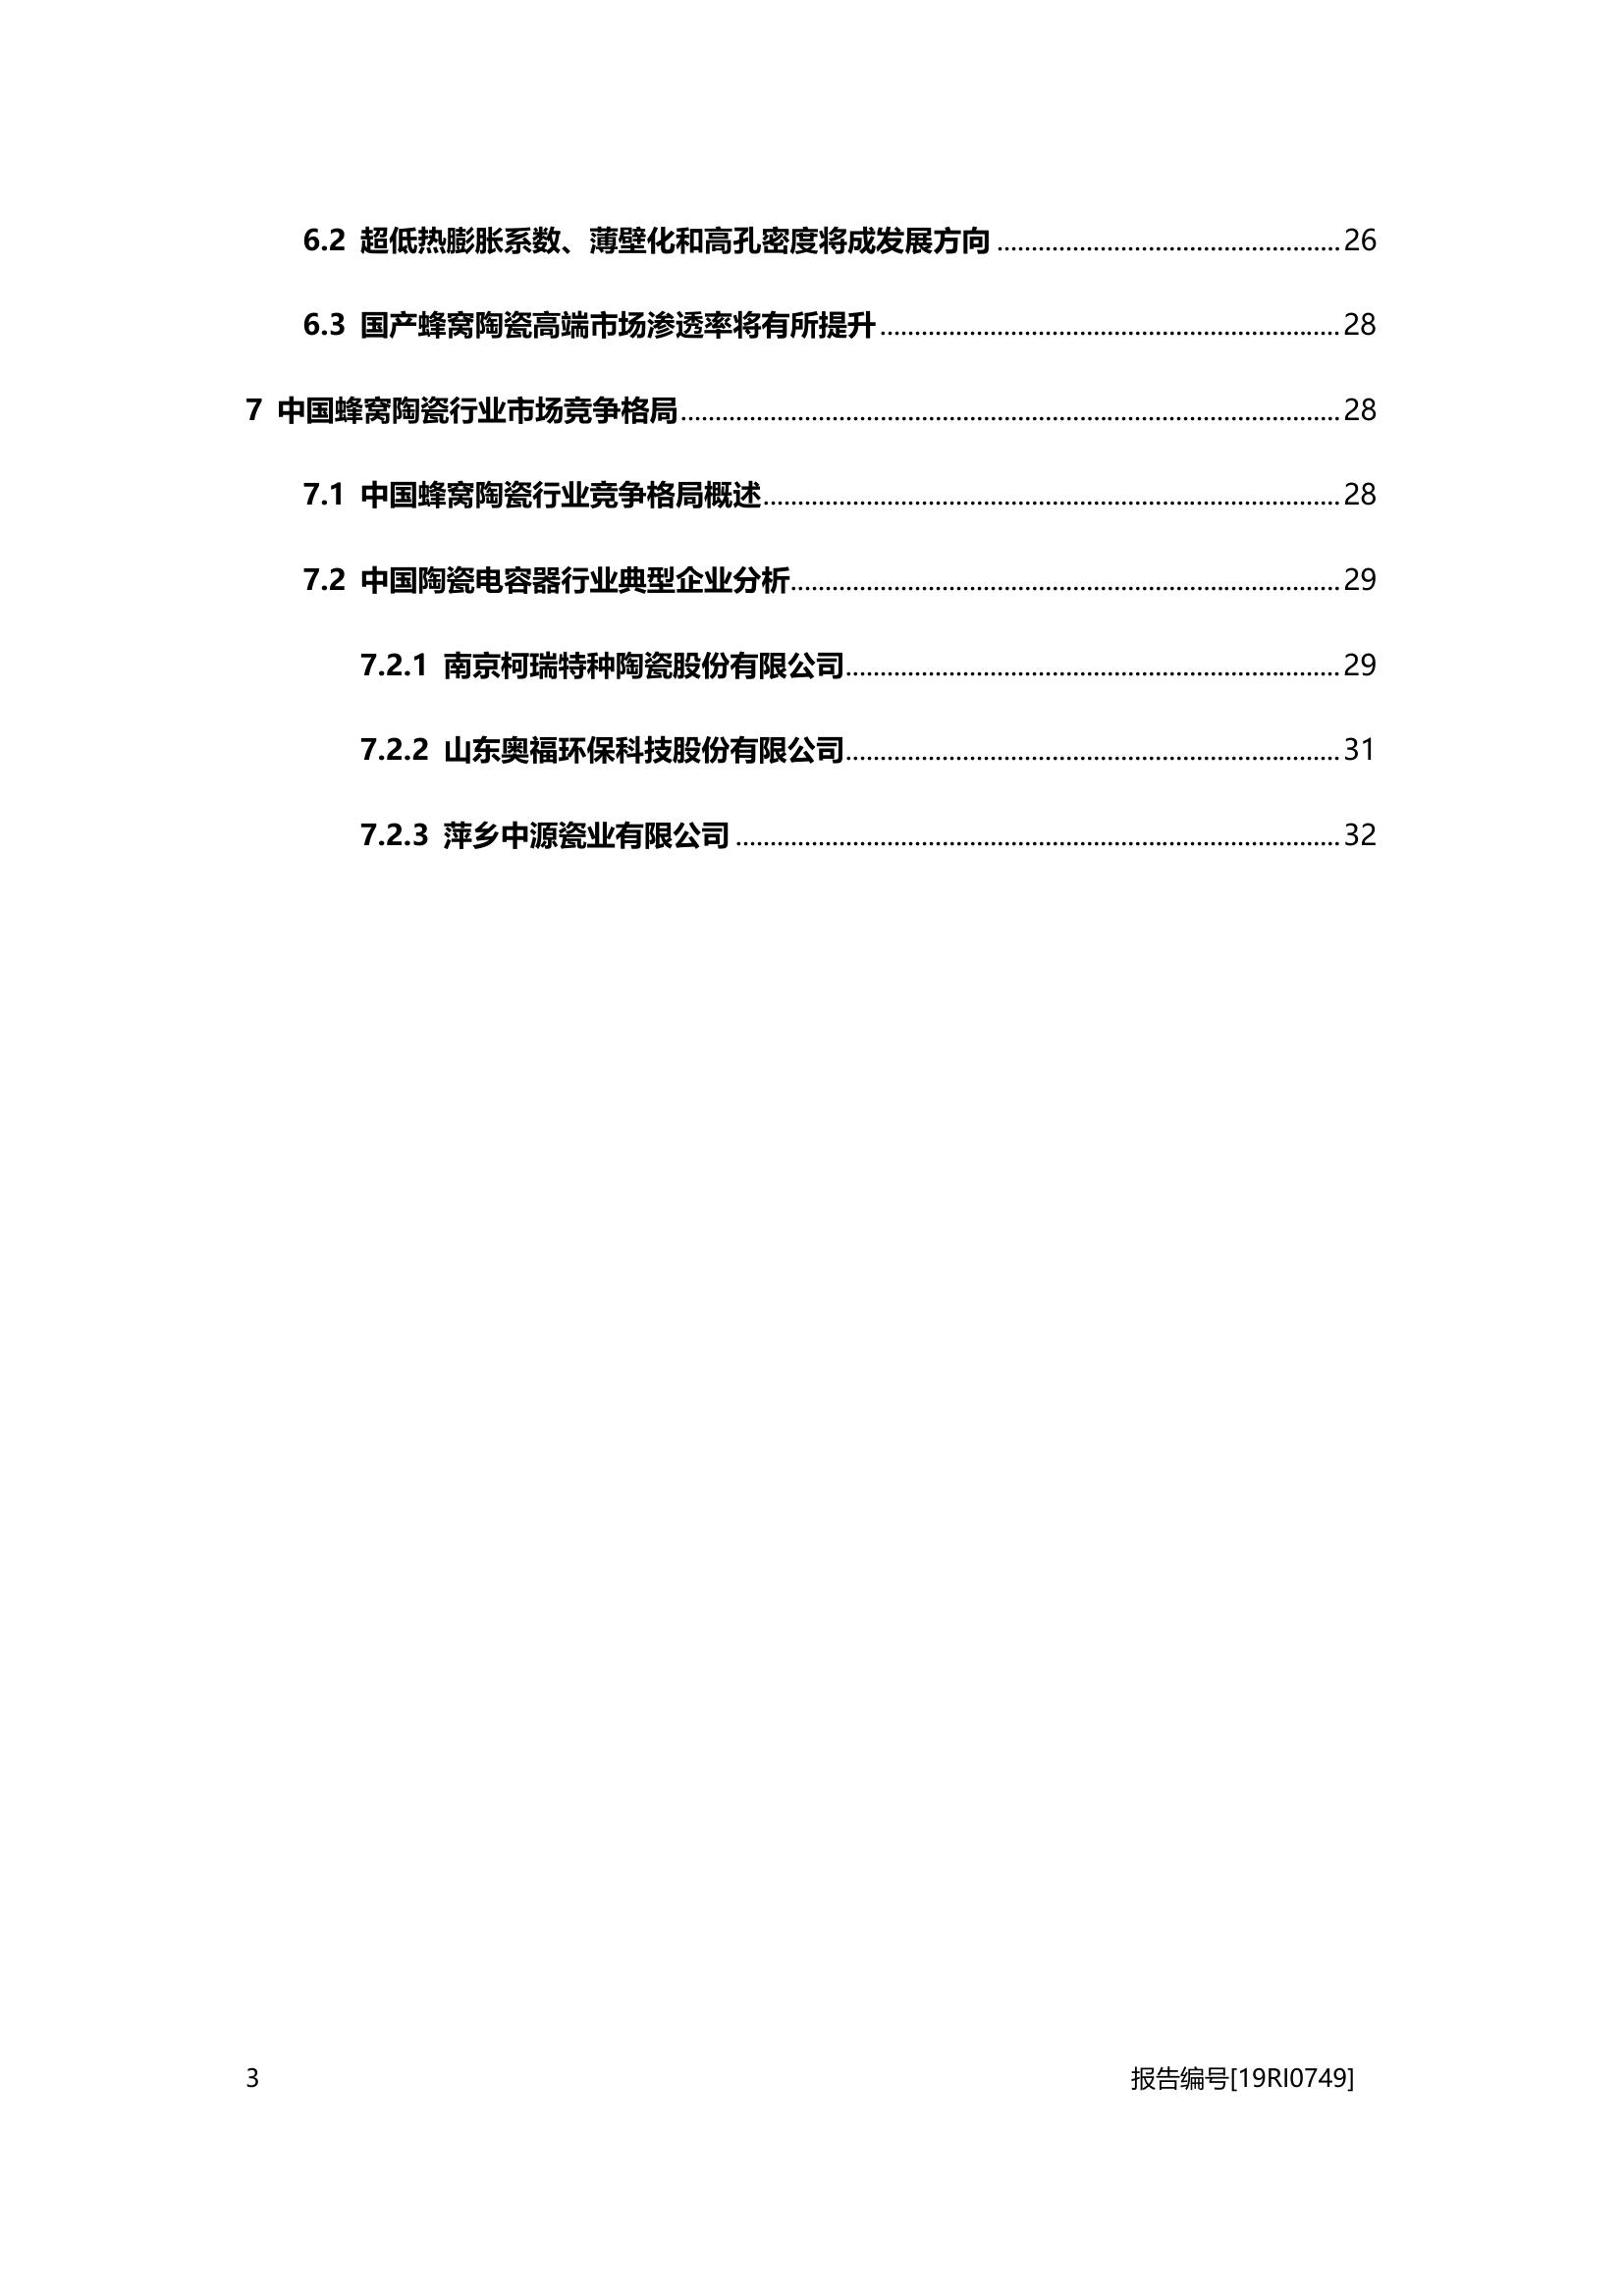 6.2 超低热膨胀系数、薄壁化和高孔密度将成发展方向 ................................................ 26
6.3 国产蜂窝陶瓷高端市场渗透率将有所提升 ................................................................ 28
7 中国蜂窝陶瓷行业市场竞争格局 ............................................................................................ 28
7.1 中国蜂窝陶瓷行业竞争格局概述 ................................................................................ 28
7.2 中国陶瓷电容器行业典型企业分析 ............................................................................ 29
7.2.1 南京柯瑞特种陶瓷股份有限公司 ..................................................................... 29
7.2.2 山东奥福环保科技股份有限公司 ..................................................................... 31
7.2.3 萍乡中源瓷业有限公司 .................................................................................... 32
3 报告编号[19RI0749]